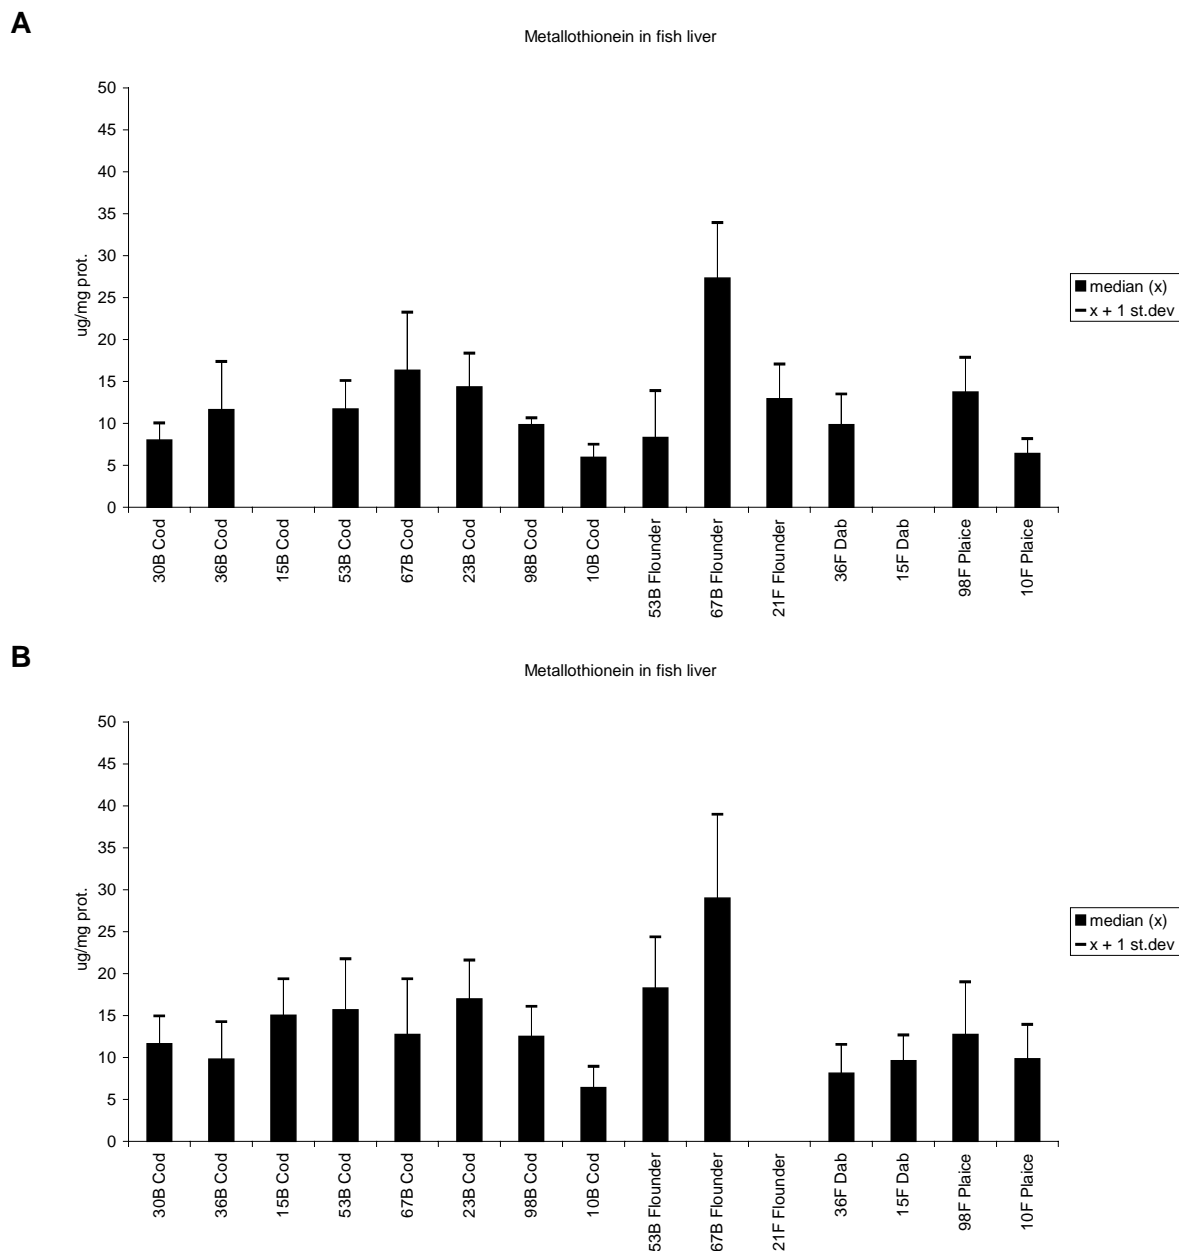 A
Metallothionein in fish liver
50
45
40
35
30
25
20
15
10
5
0
ug/mg prot.
median (x)
x + 1 st.dev
30B Cod
36B Cod
15B Cod
53B Cod
67B Cod
23B Cod
98B Cod
10B Cod
53B Flounder
67B Flounder
21F Flounder
36F Dab
15F Dab
98F Plaice
10F Plaice
B
Metallothionein in fish liver
50
45
40
35
30
25
20
15
10
5
0
ug/mg prot.
median (x)
x + 1 st.dev
30B Cod
36B Cod
15B Cod
53B Cod
67B Cod
23B Cod
98B Cod
10B Cod
53B Flounder
67B Flounder
21F Flounder
36F Dab
15F Dab
98F Plaice
10F Plaice